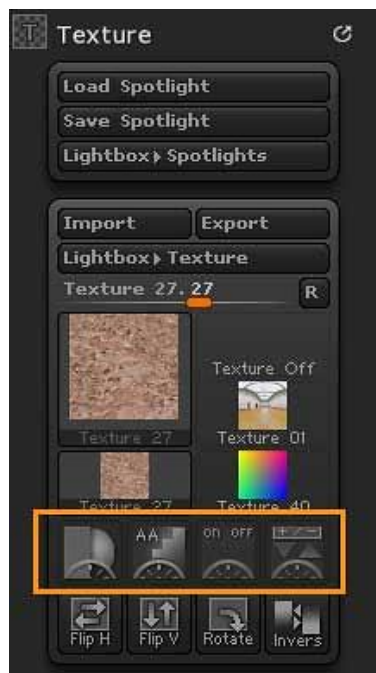 Texture
Load Spotlight
Save Spotlight
Lightbox▸Spotlights
Import Export
Lightbox▸Texture
Texture 27. 27 R
Texture Off
Texture 27 Texture 01
Texture 27 Texture 40
AA on off +/-
Flip H Flip V Rotate Invers